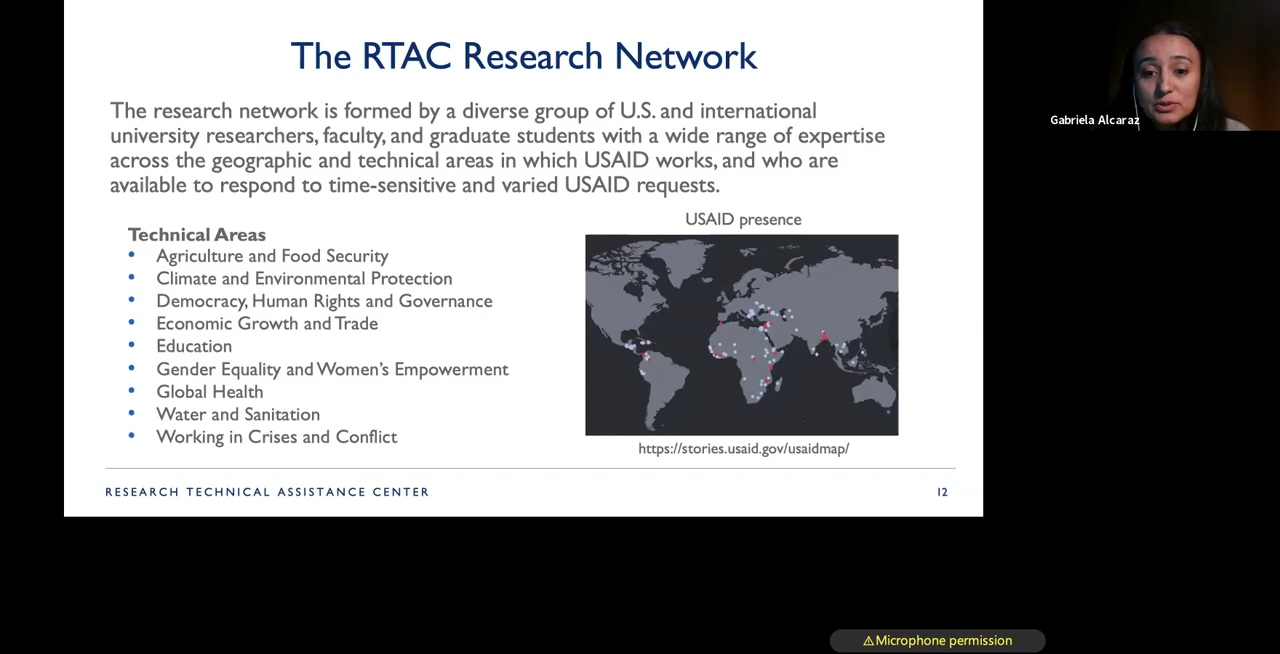 The RTAC Research Network
The research network is formed by a diverse group of U.S. and international
university researchers, faculty, and graduate students with a wide range of expertise
across the geographic and technical areas in which USAID works, and who are
available to respond to time-sensitive and varied USAID requests.
Technical Areas
• Agriculture and Food Security
• Climate and Environmental Protection
• Democracy, Human Rights and Governance
• Economic Growth and Trade
• Education
• Gender Equality and Women's Empowerment
• Global Health
• Water and Sanitation
• Working in Crises and Conflict
USAID presence
https://stories.usaid.gov/usaidmap/
RESEARCH TECHNICAL ASSISTANCE CENTER
12
Gabriela Alcaraz
⚠Microphone permission